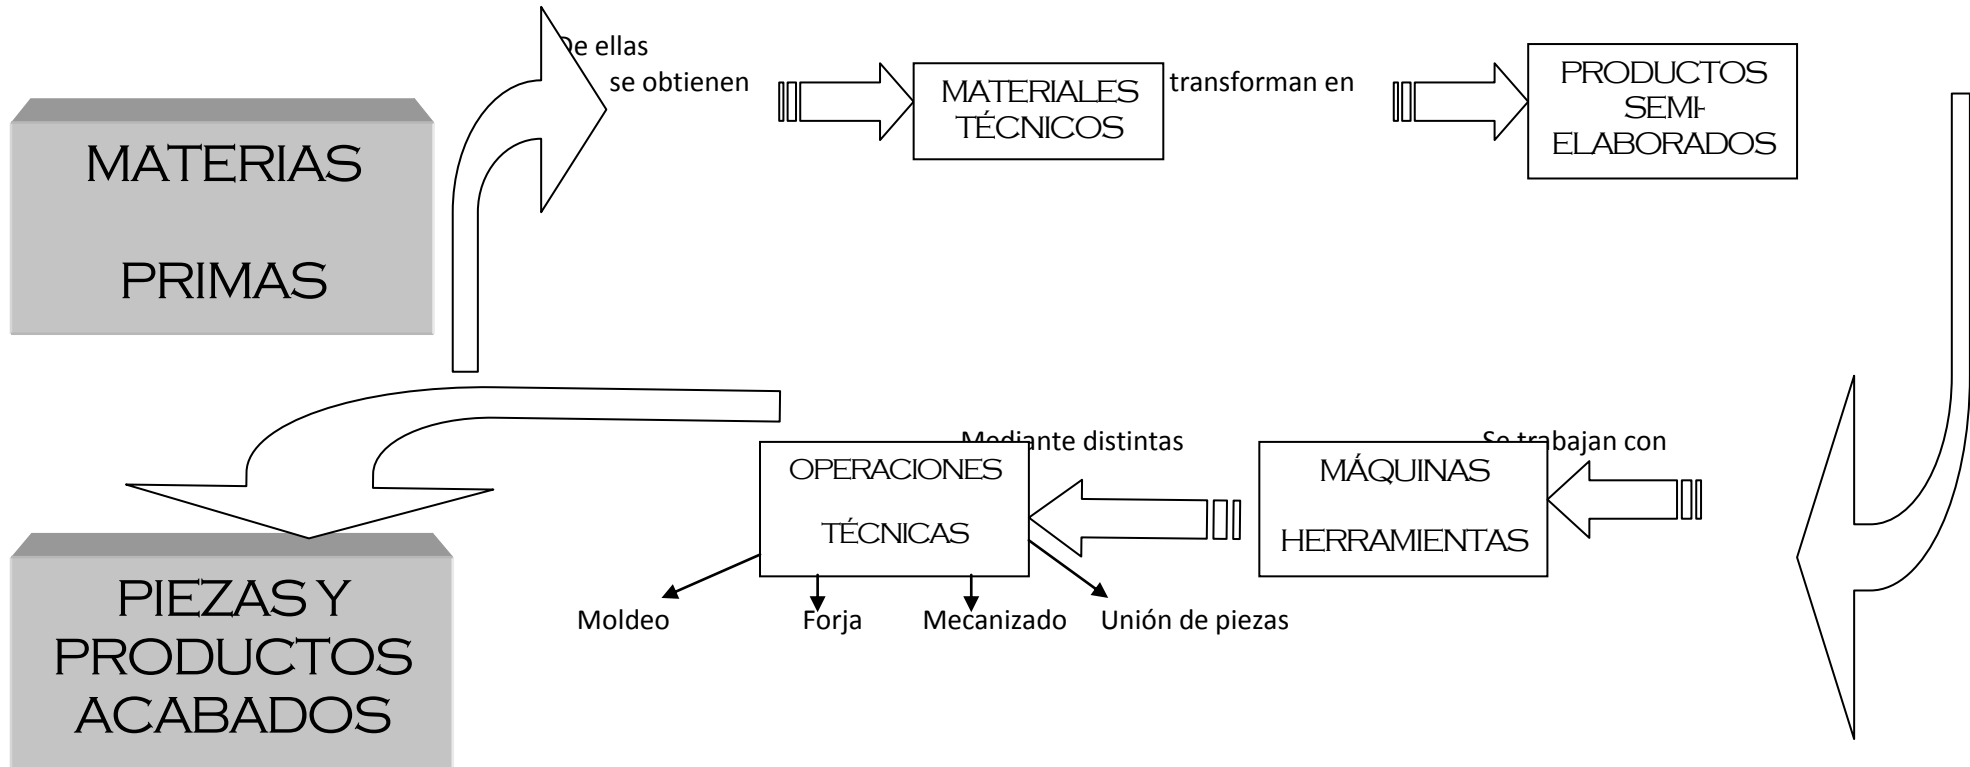 De ellas
se obtienen
MATERIAS
PRIMAS
MATERIALES
TÉCNICOS
transforman en
PRODUCTOS
SEMI-
ELABORADOS
Se trabajan con
MÁQUINAS
HERRAMIENTAS
Mediante distintas
OPERACIONES
TÉCNICAS
Moldeo
Forja
Mecanizado
Unión de piezas
PIEZAS Y
PRODUCTOS
ACABADOS